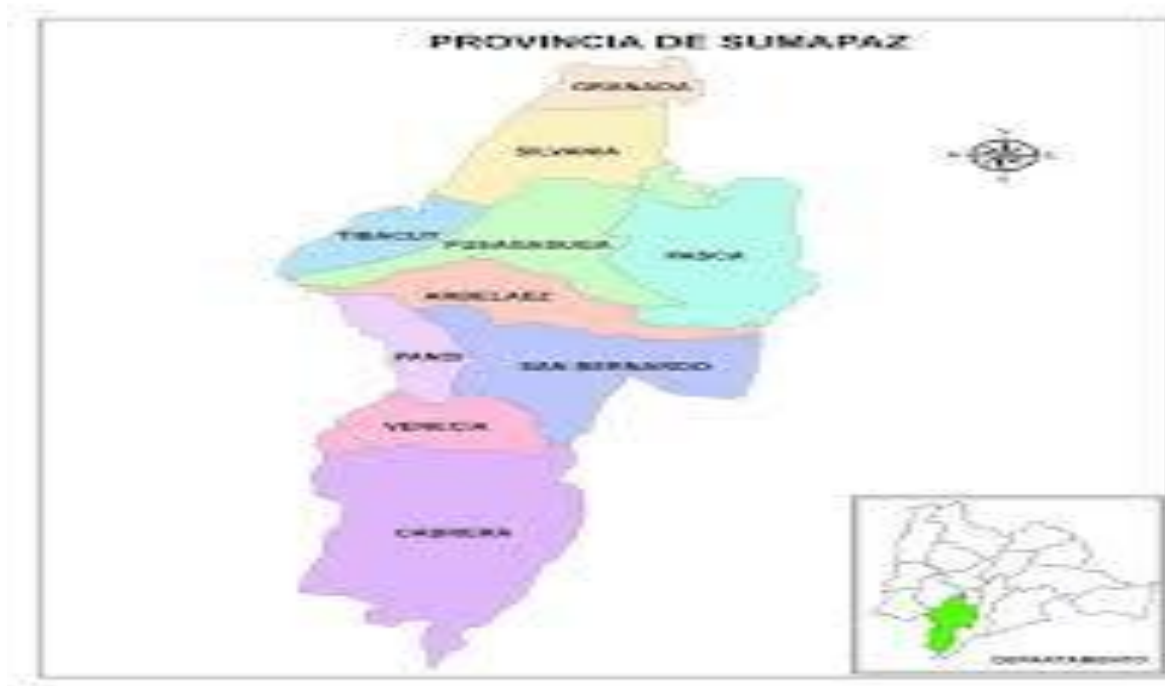 PROVINCIA DE SUMAPAZ
GRANADA
SILVANIA
TIBACUY
FUSAGASUGA
PASCA
ARBELAEZ
PANDI
SAN BERNARDO
VENECIA
CABRERA
DEPARTAMENTO